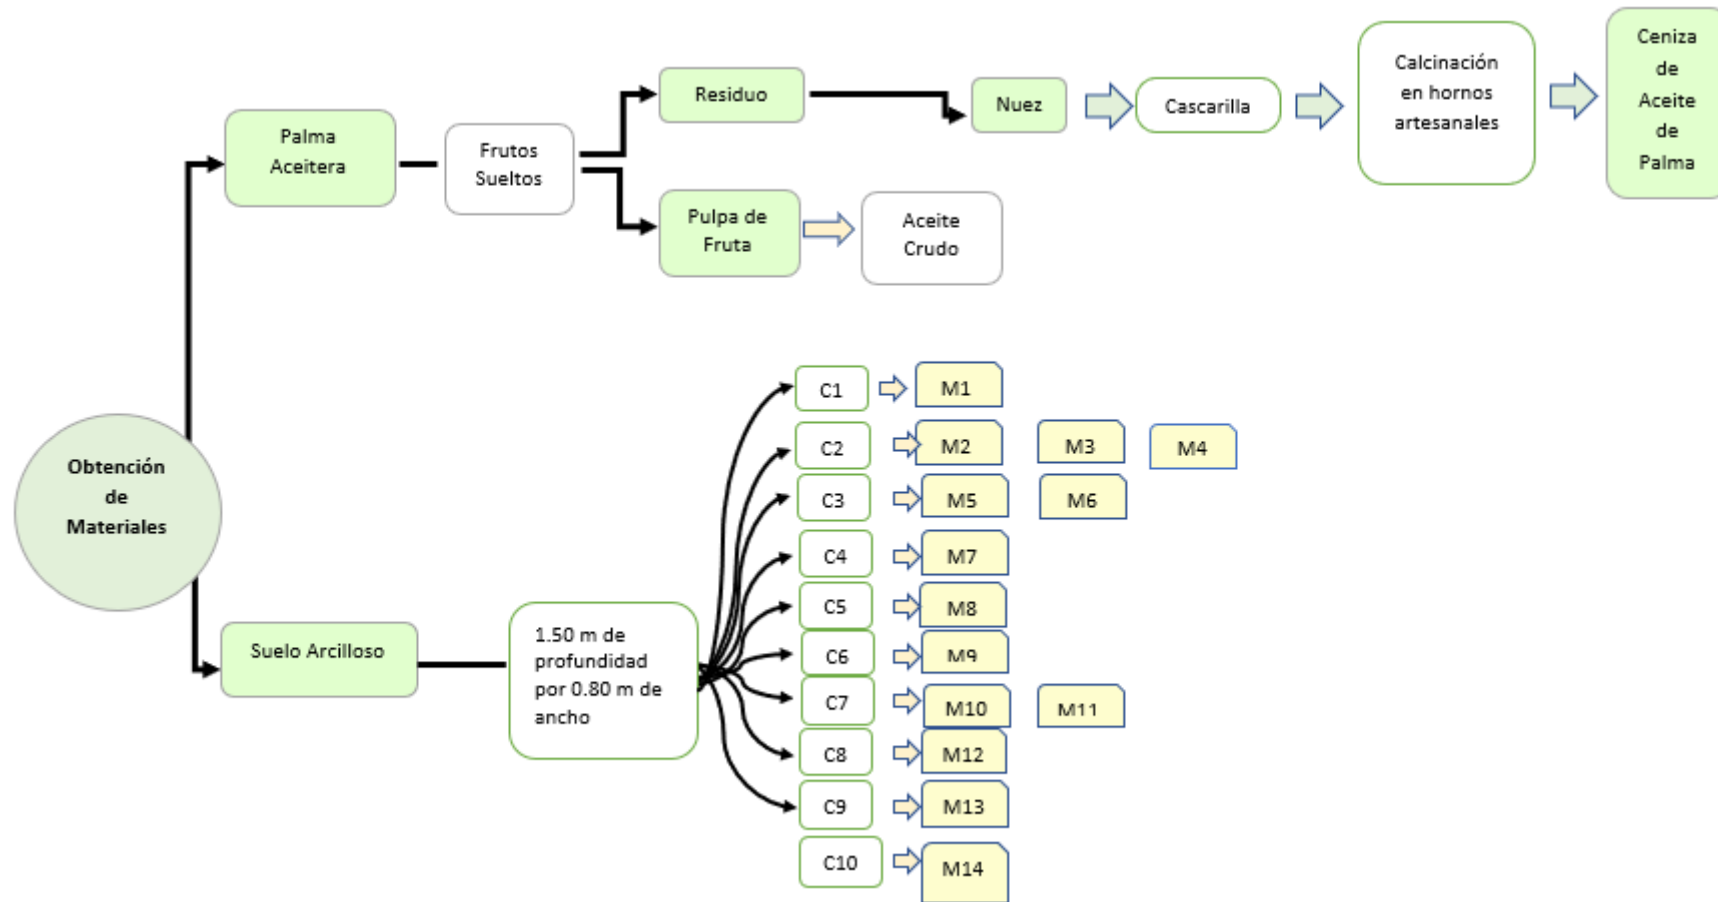 Obtención
de
Materiales
Palma
Aceitera
Frutos
Sueltos
Residuo
Nuez
Cascarilla
Calcinación
en hornos
artesanales
Ceniza
de
Aceite
de
Palma
Pulpa de
Fruta
Aceite
Crudo
Suelo Arcilloso
1.50 m de
profundidad
por 0.80 m de
ancho
C1
M1
C2
M2
M3
M4
C3
M5
M6
C4
M7
C5
M8
C6
M9
C7
M10
M11
C8
M12
C9
M13
C10
M14